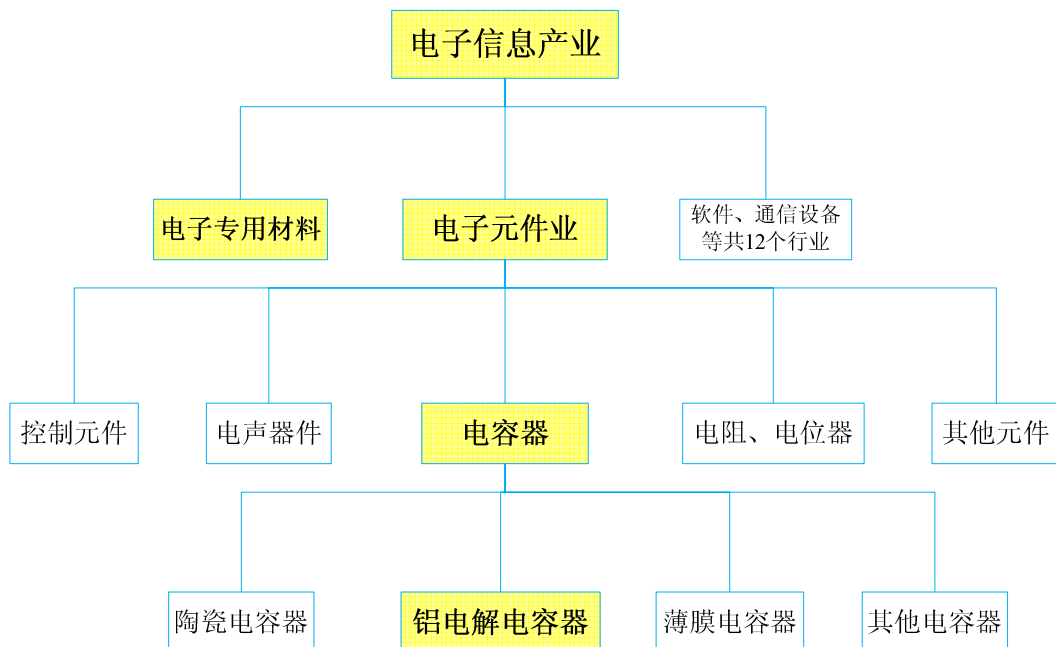 电子信息产业
电子专用材料
电子元件业
软件、通信设备
等共12个行业
控制元件
电声器件
电容器
电阻、电位器
其他元件
陶瓷电容器
铝电解电容器
薄膜电容器
其他电容器